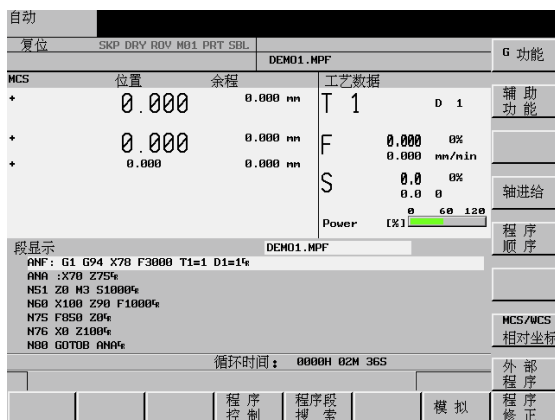 自动
复位 SKP DRY ROV M01 PRT SBL
DEMO1.MPF
G 功能
MCS 位置 余程 工艺数据
+ 0.000 0.000 mm T 1 D 1
辅 助
功 能
+ 0.000 0.000 mm F 0.000 0%
+ 0.000 0.000 mm 0.000 mm/min
S 0.0 0%
0.0 0
轴进给
0 60 120
Power [%]
程 序
顺 序
段显示 DEMO1.MPF
ANF: G1 G94 X78 F3000 T1=1 D1=1␊
ANA :X70 Z75␊
N51 Z0 M3 S1000␊
N60 X100 Z90 F1000␊
N75 F850 Z0␊
N76 X0 Z100␊
N80 GOTOB ANA␊
MCS/WCS
相对坐标
循环时间: 0000H 02M 36S
外 部
程 序
程 序
控 制
程序段
搜 索
模 拟
程 序
修 正